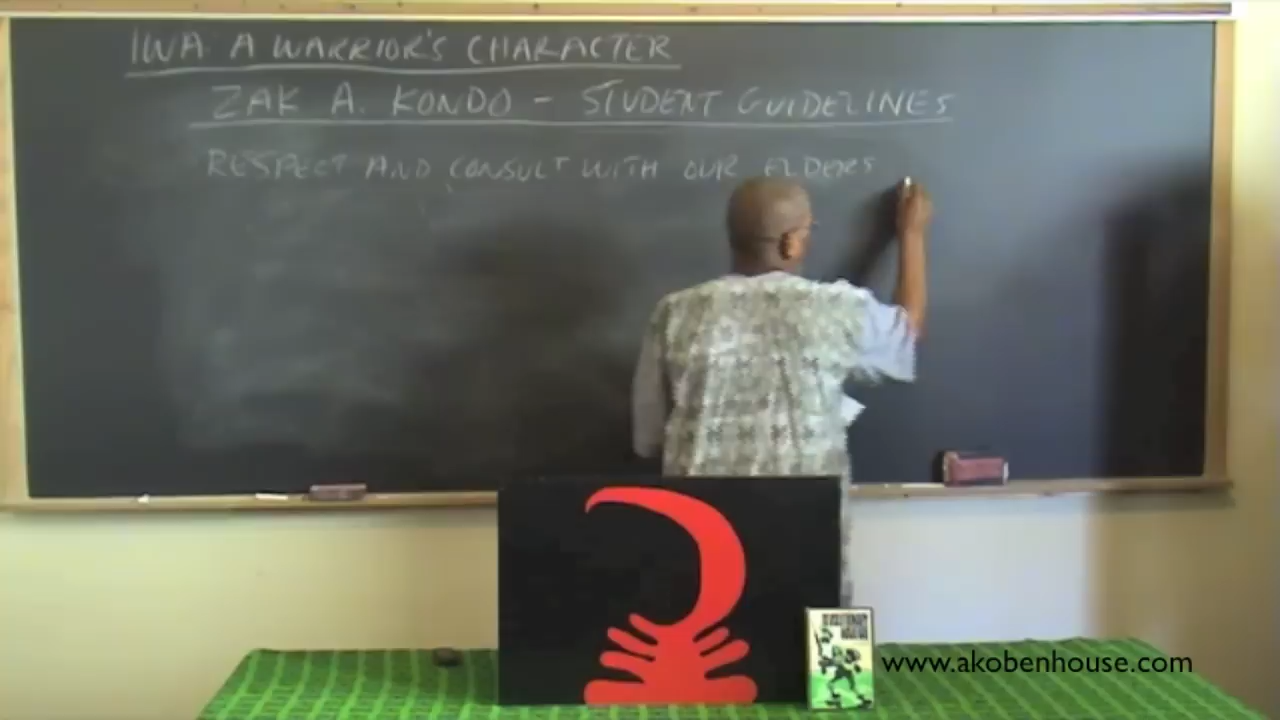 IWA A WARRIOR'S CHARACTER
ZAK A. KONDO - STUDENT GUIDELINES
RESPECT AND CONSULT WITH OUR ELDERS
www.akobenhouse.com